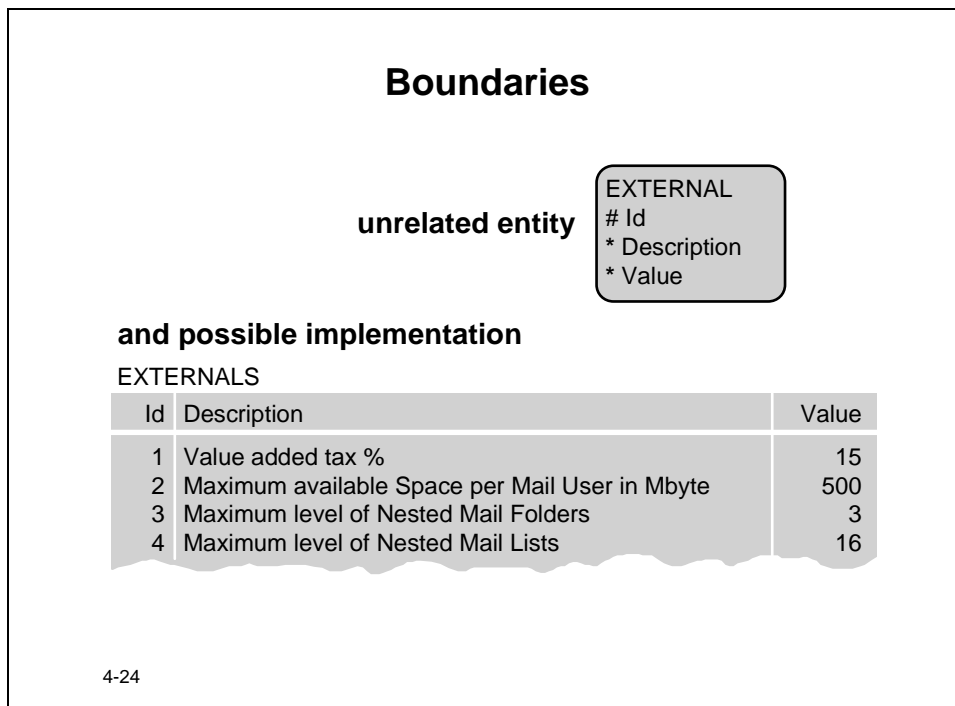 Boundaries
unrelated entity
EXTERNAL
# Id
* Description
* Value
and possible implementation
EXTERNALS
Id Description Value
1 Value added tax % 15
2 Maximum available Space per Mail User in Mbyte 500
3 Maximum level of Nested Mail Folders 3
4 Maximum level of Nested Mail Lists 16
4-24